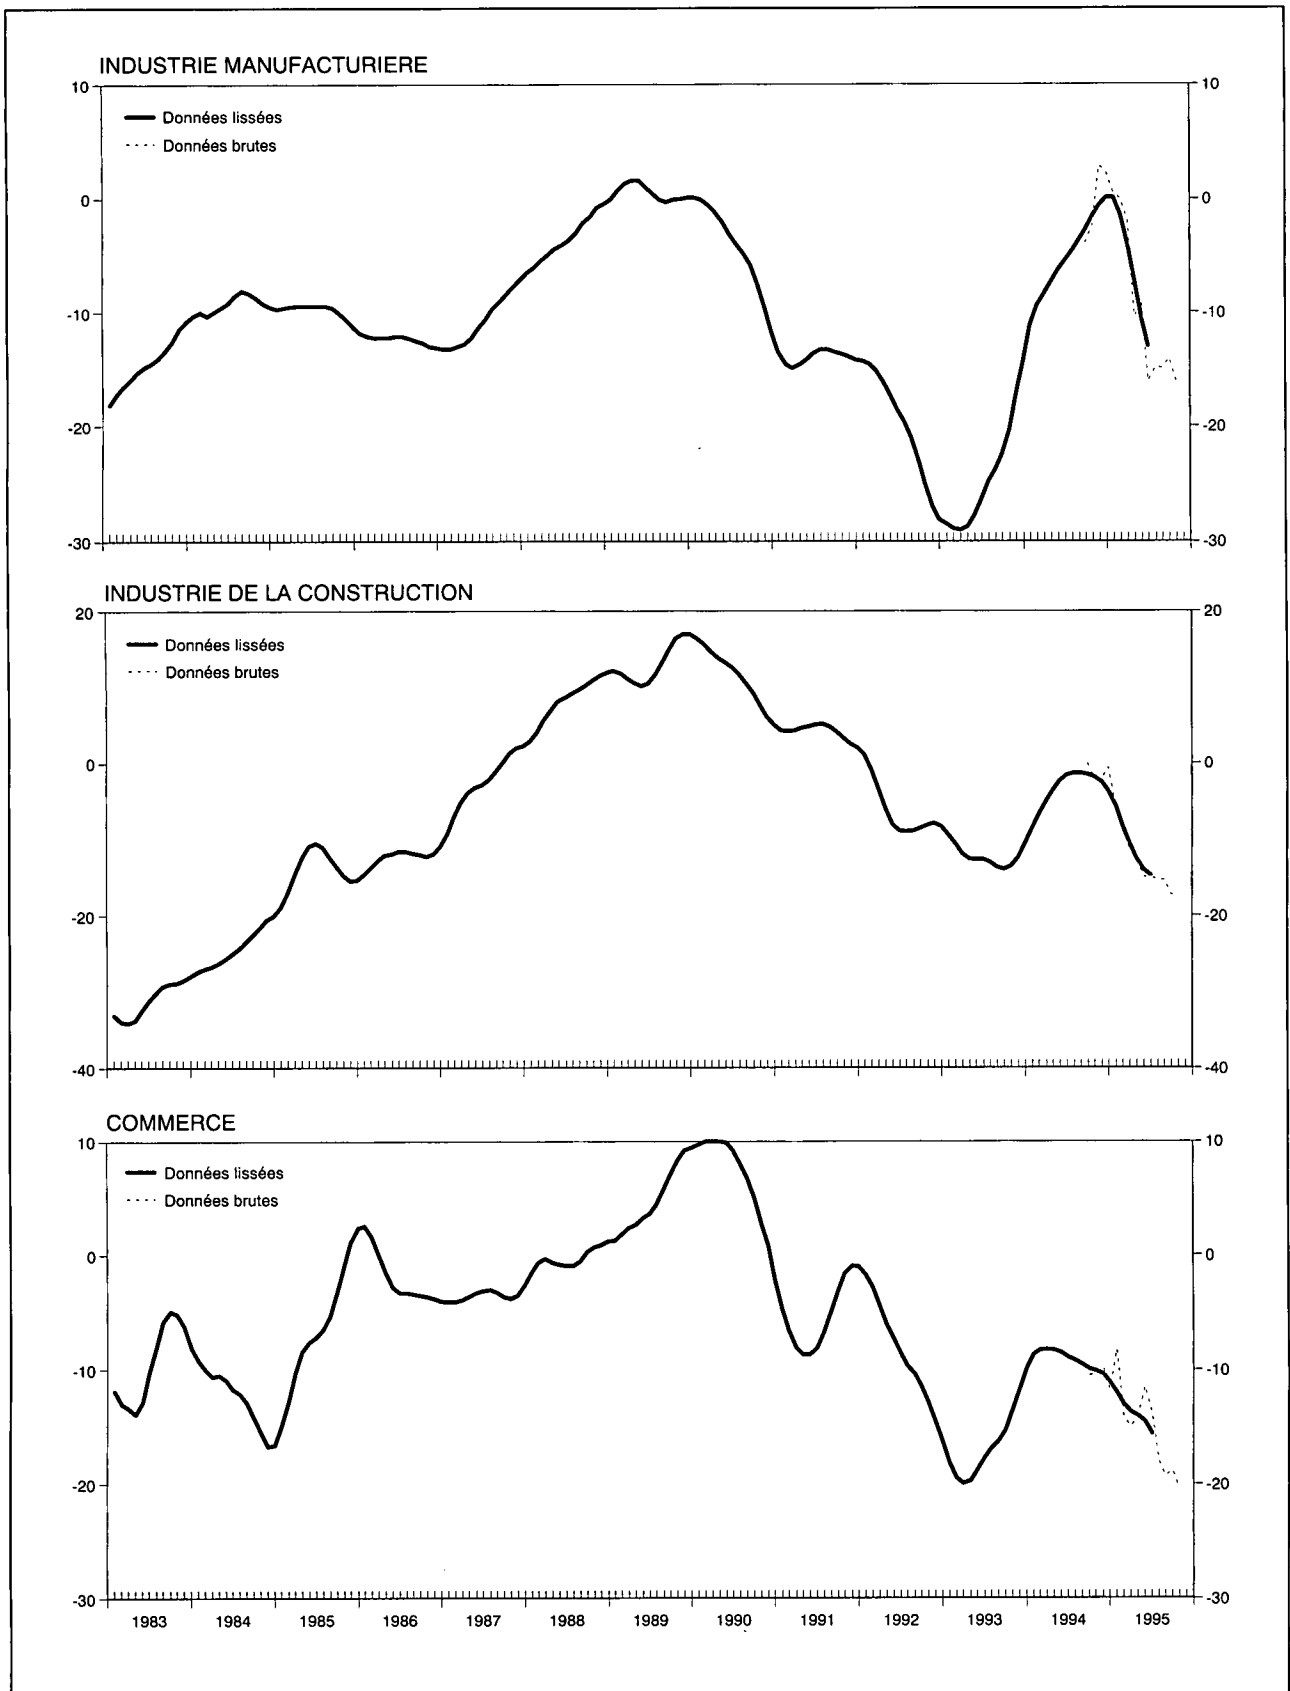 INDUSTRIE MANUFACTURIERE
10
10
Données lissées
Données brutes
0
0
-10
-10
-20
-20
-30
-30
INDUSTRIE DE LA CONSTRUCTION
20
20
Données lissées
Données brutes
0
0
-20
-20
-40
-40
COMMERCE
10
10
Données lissées
Données brutes
0
0
-10
-10
-20
-20
-30
-30
1983 1984 1985 1986 1987 1988 1989 1990 1991 1992 1993 1994 1995